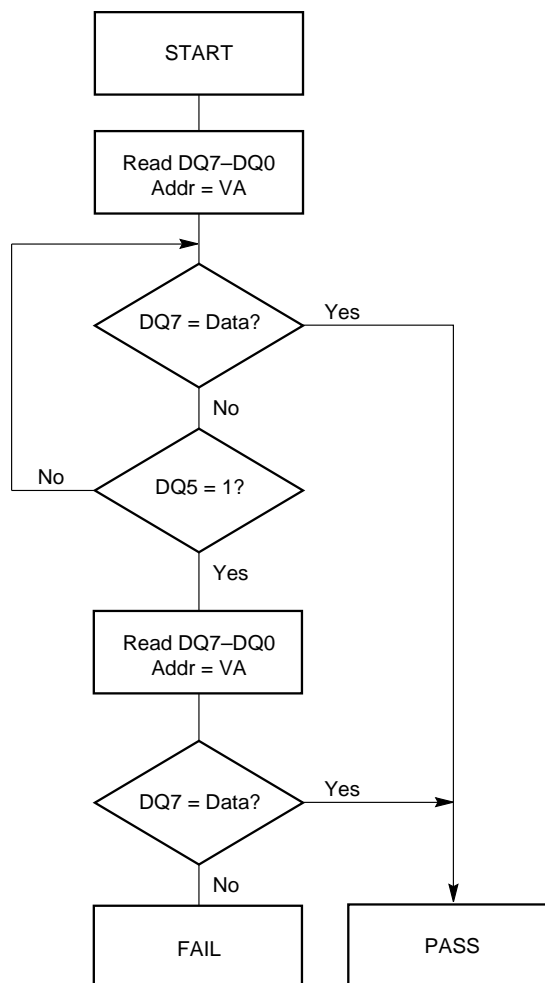 START
Read DQ7–DQ0
Addr = VA
DQ7 = Data?
Yes
No
No
DQ5 = 1?
Yes
Read DQ7–DQ0
Addr = VA
DQ7 = Data?
Yes
No
FAIL
PASS